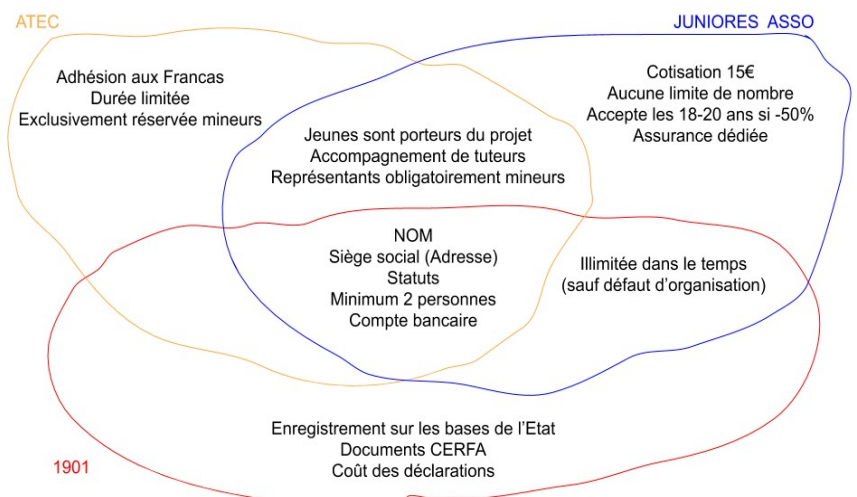 ATEC
JUNIORES ASSO
Adhésion aux Francas
Durée limitée
Exclusivement réservée mineurs
Cotisation 15€
Aucune limite de nombre
Accepte les 18-20 ans si -50%
Assurance dédiée
Jeunes sont porteurs du projet
Accompagnement de tuteurs
Représentants obligatoirement mineurs
NOM
Siège social (Adresse)
Statuts
Minimum 2 personnes
Compte bancaire
Illimitée dans le temps
(sauf défaut d'organisation)
Enregistrement sur les bases de l'Etat
Documents CERFA
Coût des déclarations
1901